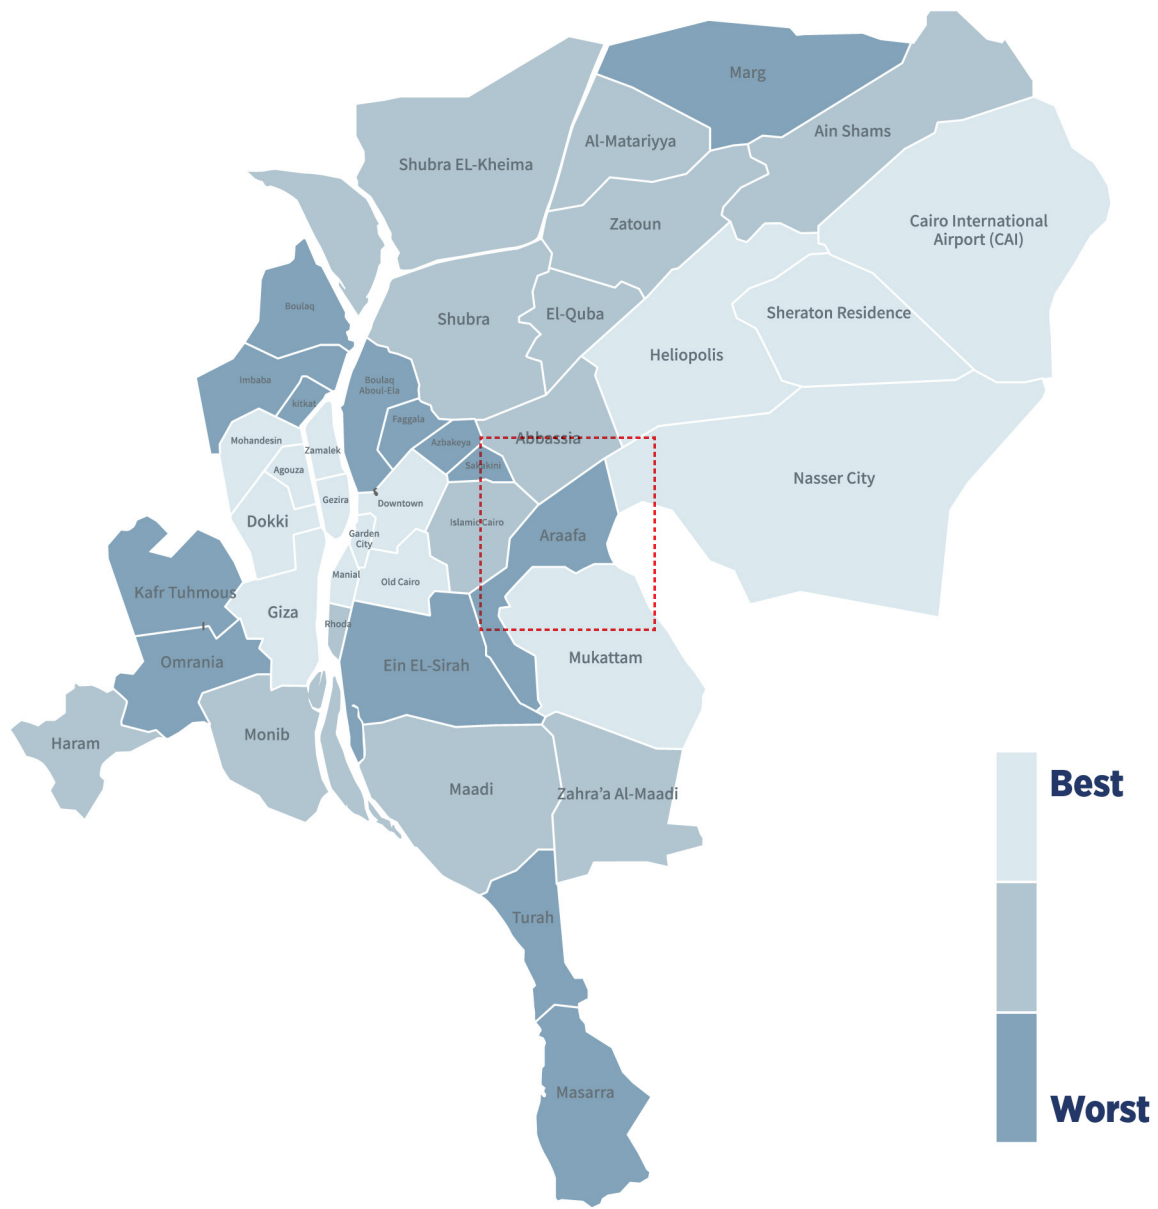 Marg
Ain Shams
Al-Matariyya
Shubra EL-Kheima
Zatoun
Cairo International
Airport (CAI)
Boulaq
Shubra
El-Quba
Sheraton Residence
Heliopolis
Imbaba
Boulaq
Aboul-Ela
kitkat
Faggala
Mohandesin
Zamalek
Azbakeya
Abbassia
Agouza
Sakakini
Nasser City
Gezira
Downtown
Dokki
Islamic Cairo
Garden
City
Araafa
Manial
Old Cairo
Kafr Tuhmous
Giza
Rhoda
Omrania
Ein EL-Sirah
Mukattam
Haram
Monib
Maadi
Zahra’a Al-Maadi
Best
Turah
Masarra
Worst